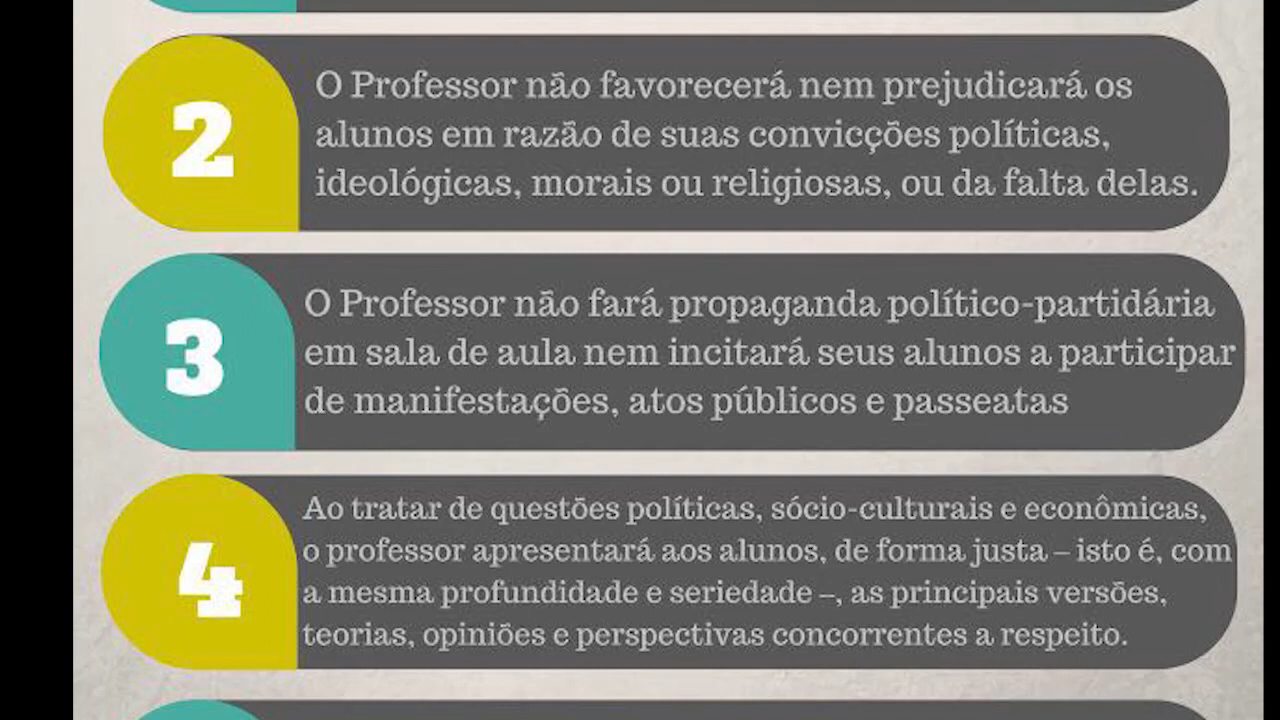 2
O Professor não favorecerá nem prejudicará os
alunos em razão de suas convicções políticas,
ideológicas, morais ou religiosas, ou da falta delas.
3
O Professor não fará propaganda político-partidária
em sala de aula nem incitará seus alunos a participar
de manifestações, atos públicos e passeatas
4
Ao tratar de questões políticas, sócio-culturais e econômicas,
o professor apresentará aos alunos, de forma justa – isto é, com
a mesma profundidade e seriedade –, as principais versões,
teorias, opiniões e perspectivas concorrentes a respeito.